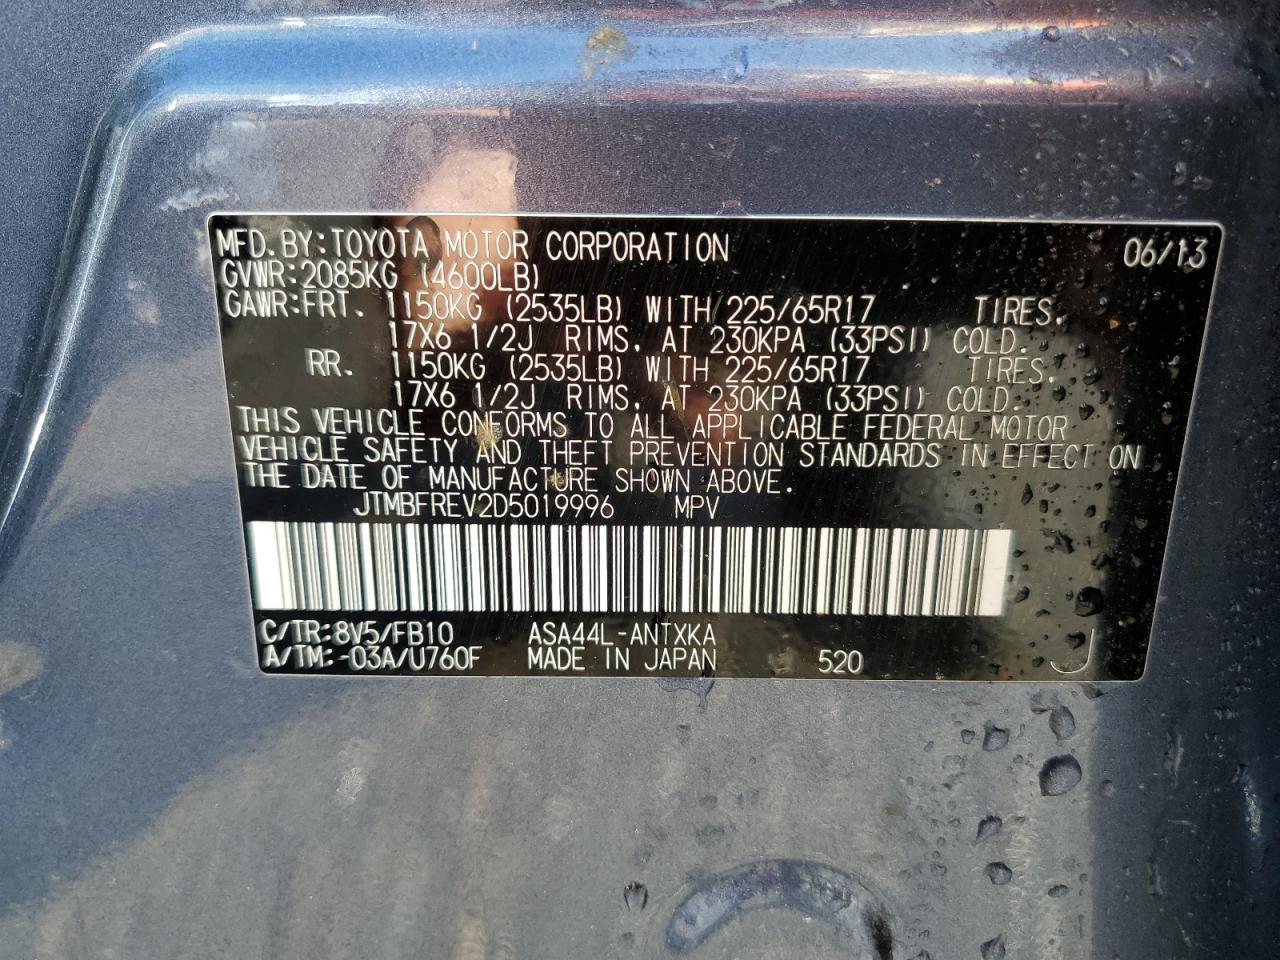 MFD.BY:TOYOTA MOTOR CORPORATION 06/13
GVWR:2085KG (4600LB)
GAWR:FRT. 1150KG (2535LB) WITH 225/65R17 TIRES,
17X6 1/2J RIMS, AT 230KPA (33PSI) COLD.
RR. 1150KG (2535LB) WITH 225/65R17 TIRES,
17X6 1/2J RIMS, AT 230KPA (33PSI) COLD.
THIS VEHICLE CONFORMS TO ALL APPLICABLE FEDERAL MOTOR
VEHICLE SAFETY AND THEFT PREVENTION STANDARDS IN EFFECT ON
THE DATE OF MANUFACTURE SHOWN ABOVE.
JTMBFREV2D5019996 MPV
C/TR:8V5/FB10 ASA44L-ANTXKA
A/TM:-03A/U760F MADE IN JAPAN 520 J